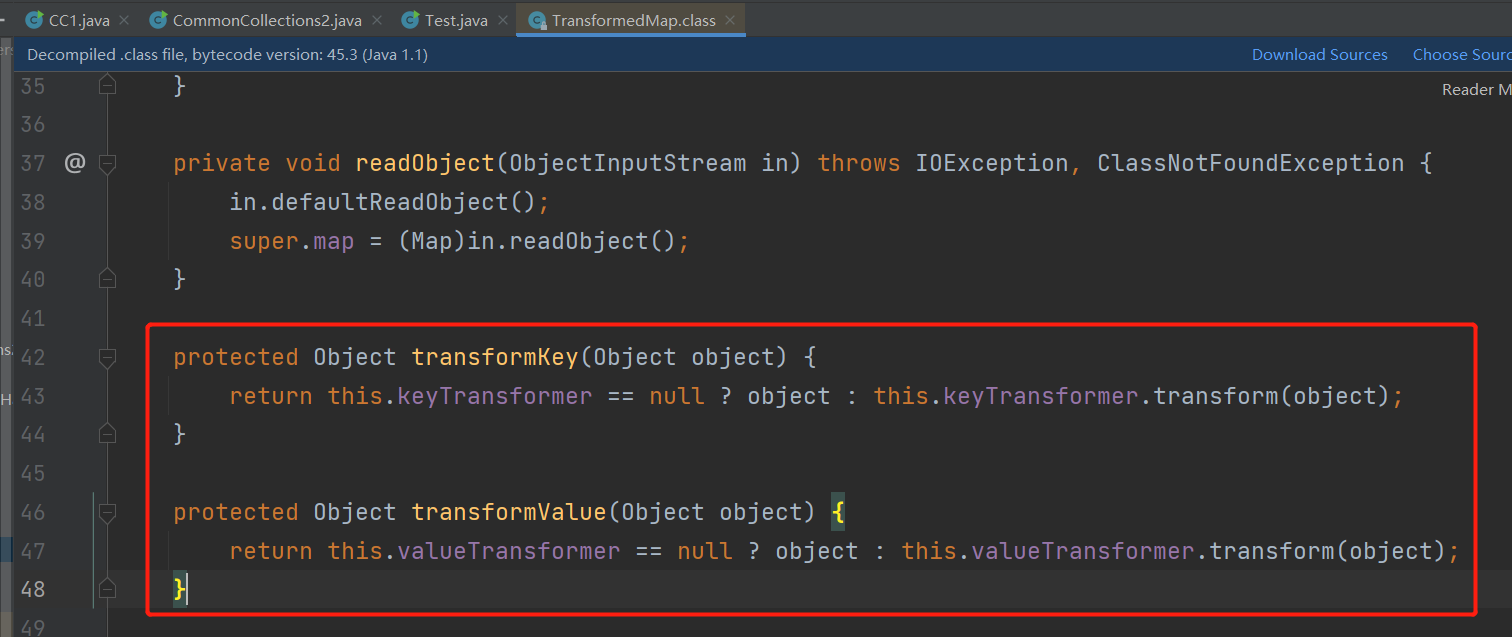 CC1.java CommonCollections2.java Test.java TransformedMap.class
Decompiled .class file, bytecode version: 45.3 (Java 1.1) Download Sources Choose Sourc
Reader M
35 }
36
37 @ private void readObject(ObjectInputStream in) throws IOException, ClassNotFoundException {
38 in.defaultReadObject();
39 super.map = (Map)in.readObject();
40 }
41
42 protected Object transformKey(Object object) {
43 return this.keyTransformer == null ? object : this.keyTransformer.transform(object);
44 }
45
46 protected Object transformValue(Object object) {
47 return this.valueTransformer == null ? object : this.valueTransformer.transform(object);
48 }
49